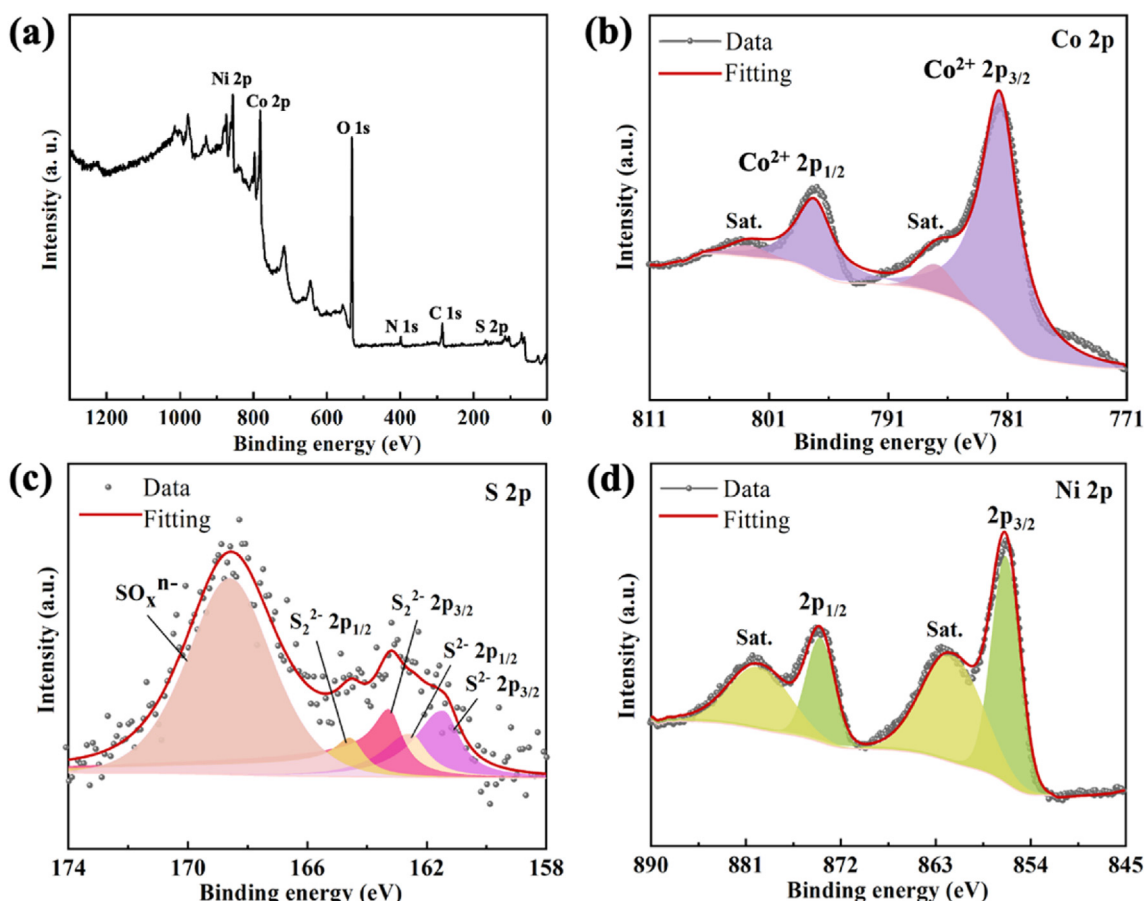 (a)
Ni 2p
Co 2p
O 1s
N 1s
C 1s
S 2p
Intensity (a. u.)
1200 1000 800 600 400 200 0
Binding energy (eV)
(b)
Data
Fitting
Co 2p
Co²⁺ 2p₃/₂
Co²⁺ 2p₁/₂
Sat.
Sat.
Intensity (a.u.)
811 801 791 781 771
Binding energy (eV)
(c)
Data
Fitting
S 2p
SOₓⁿ⁻
S₂²⁻ 2p₁/₂
S₂²⁻ 2p₃/₂
S²⁻ 2p₁/₂
S²⁻ 2p₃/₂
Intensity (a.u.)
174 170 166 162 158
Binding energy (eV)
(d)
Data
Fitting
Ni 2p
2p₃/₂
2p₁/₂
Sat.
Sat.
Intensity (a.u.)
890 881 872 863 854 845
Binding energy (eV)